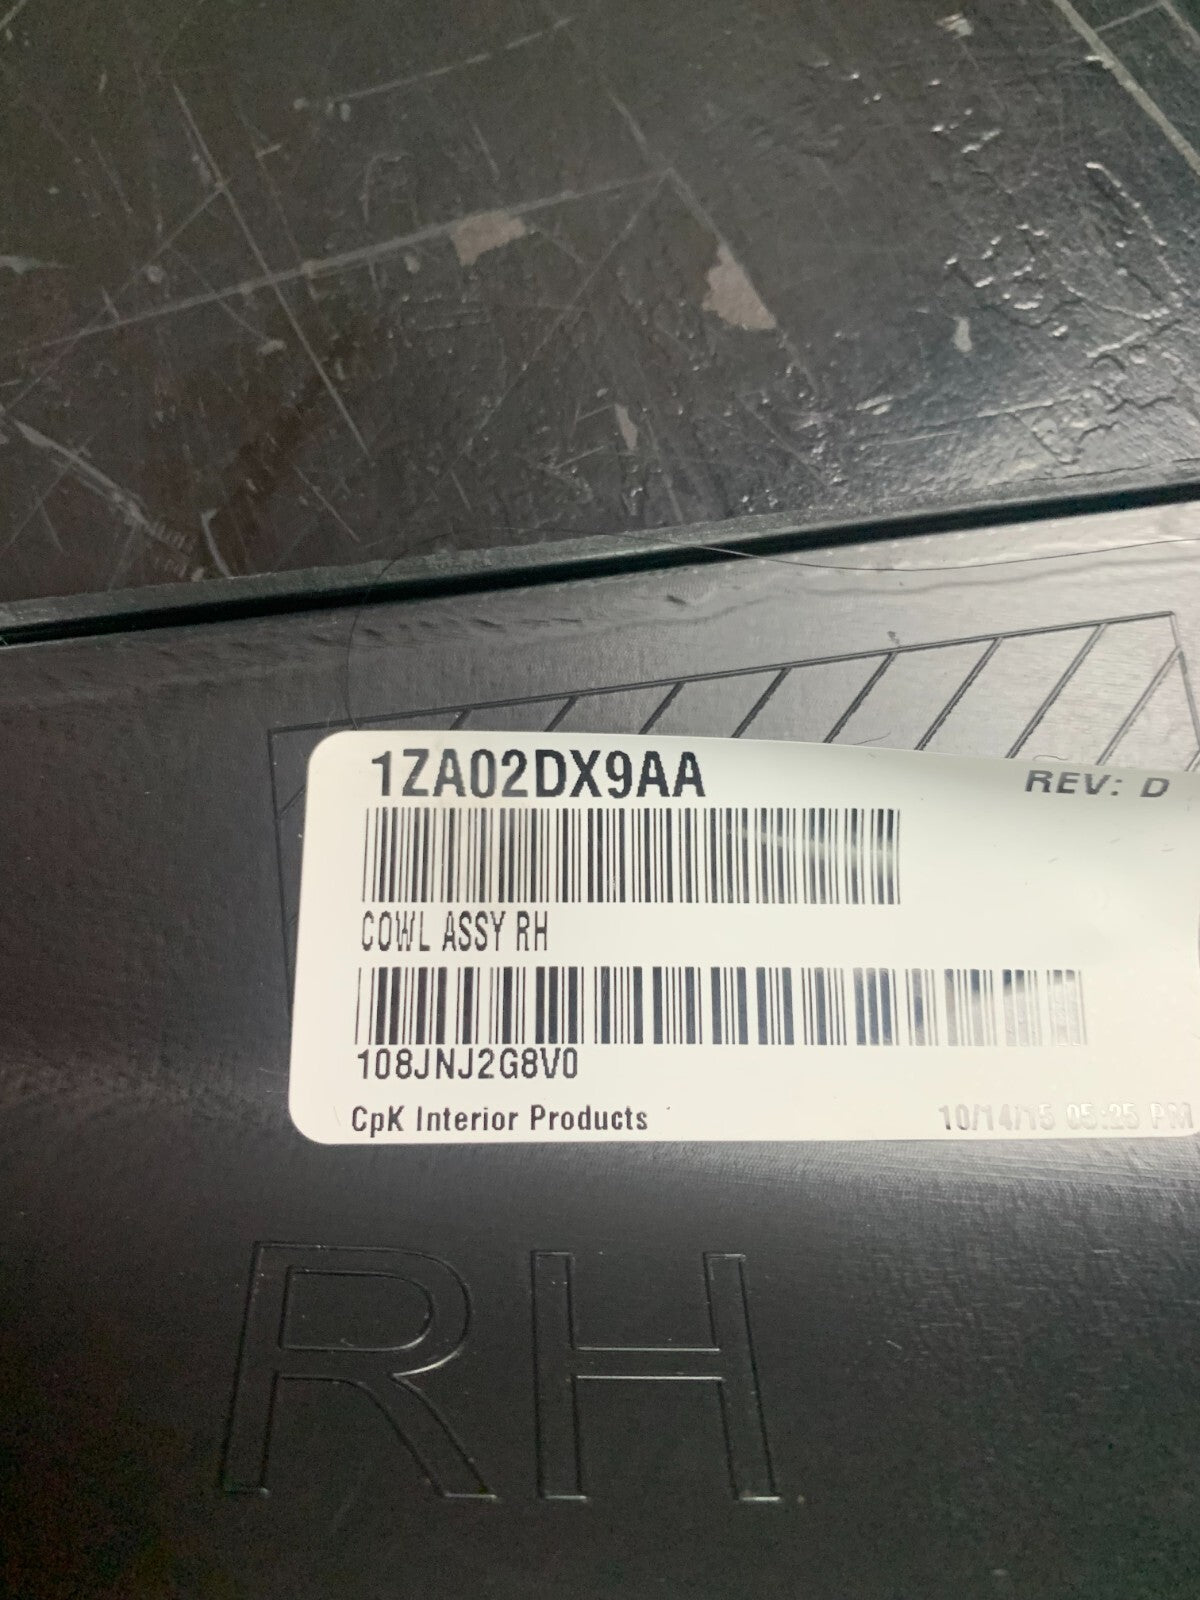 1ZA02DX9AA
REV: D
COWL ASSY RH
108JNJ2G8V0
CpK Interior Products
10/14/15 05:25 PM
RH